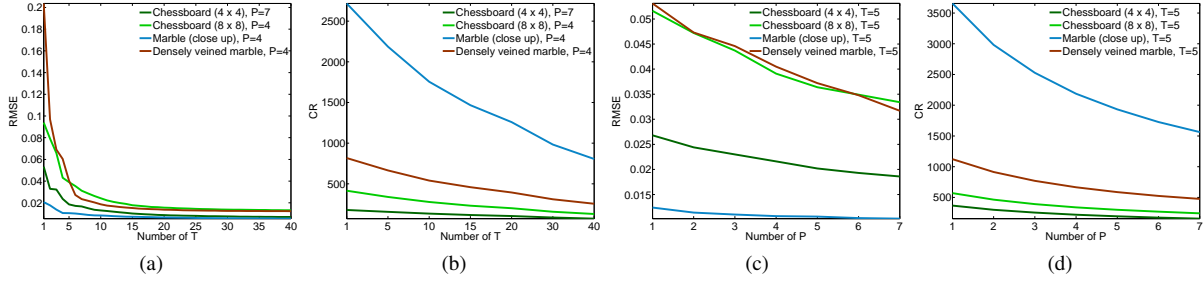 Chessboard (4 x 4), P=7
Chessboard (8 x 8), P=4
Marble (close up), P=4
Densely veined marble, P=4
0.2
0.18
0.16
0.14
0.12
0.1
0.08
0.06
0.04
0.02
RMSE
1 5 10 15 20 25 30 35 40
Number of T
(a)
Chessboard (4 x 4), P=7
Chessboard (8 x 8), P=4
Marble (close up), P=4
Densely veined marble, P=4
2500
2000
1500
1000
500
CR
1 5 10 15 20 30 40
Number of T
(b)
Chessboard (4 x 4), T=5
Chessboard (8 x 8), T=5
Marble (close up), T=5
Densely veined marble, T=5
0.05
0.045
0.04
0.035
0.03
0.025
0.02
0.015
RMSE
1 2 3 4 5 6 7
Number of P
(c)
Chessboard (4 x 4), T=5
Chessboard (8 x 8), T=5
Marble (close up), T=5
Densely veined marble, T=5
3500
3000
2500
2000
1500
1000
500
CR
1 2 3 4 5 6 7
Number of P
(d)